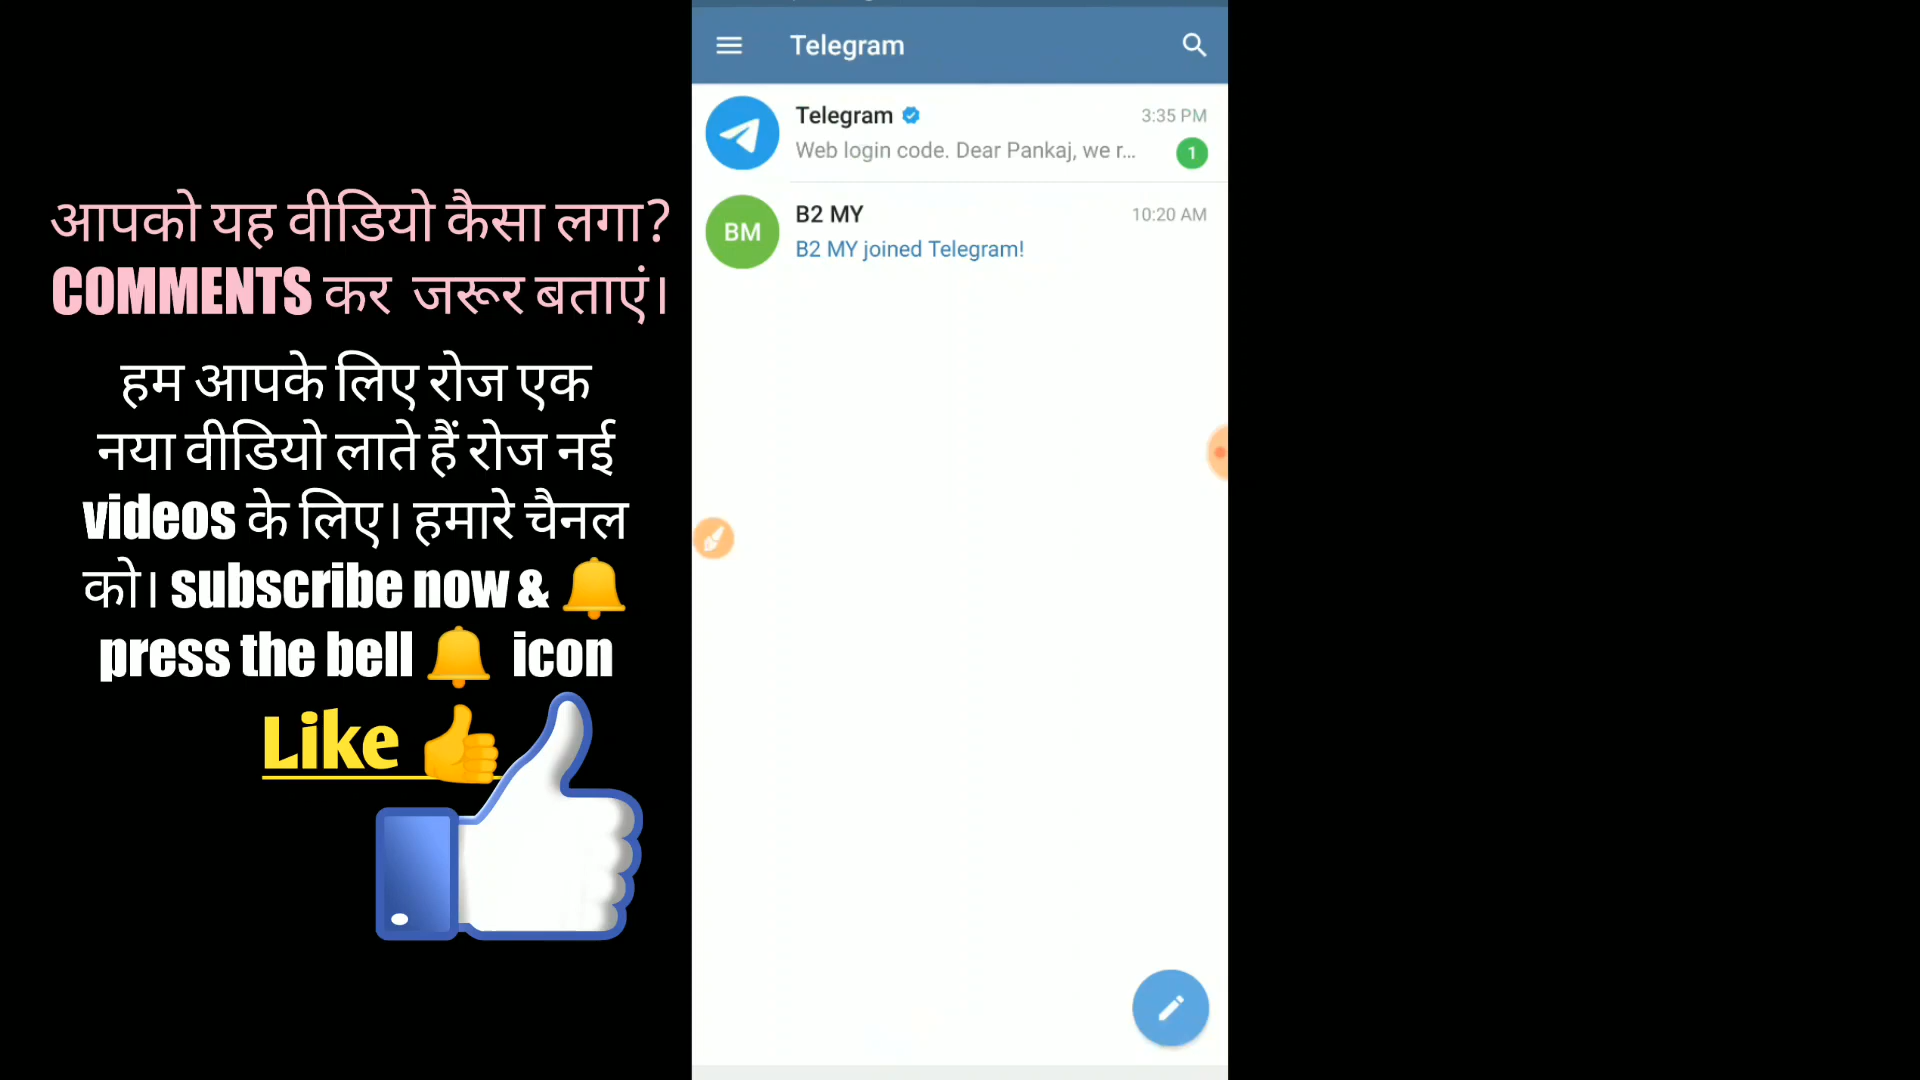 आपको यह वीडियो कैसा लगा?
COMMENTS कर जरूर बताएं।
हम आपके लिए रोज एक
नया वीडियो लाते हैं रोज नई
videos के लिए। हमारे चैनल
को। subscribe now & 🔔
press the bell 🔔 icon
Like 👍
Telegram
Telegram
3:35 PM
Web login code. Dear Pankaj, we r...
1
BM
B2 MY
10:20 AM
B2 MY joined Telegram!